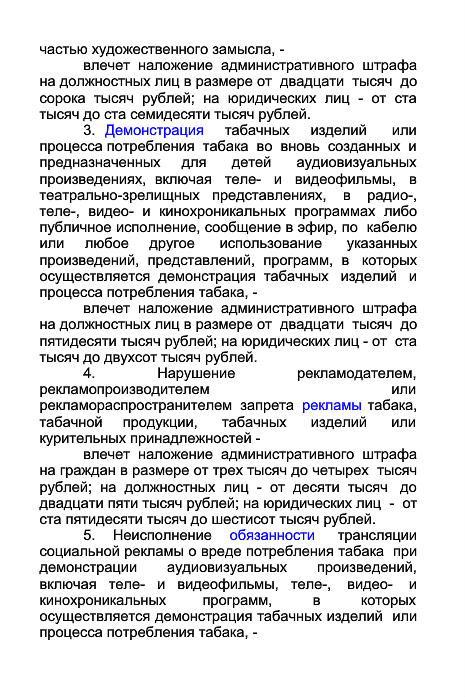 частью художественного замысла, -
влечет наложение административного штрафа
на должностных лиц в размере от двадцати тысяч до
сорока тысяч рублей; на юридических лиц - от ста
тысяч до ста семидесяти тысяч рублей.
3. Демонстрация табачных изделий или
процесса потребления табака во вновь созданных и
предназначенных для детей аудиовизуальных
произведениях, включая теле- и видеофильмы, в
театрально-зрелищных представлениях, в радио-,
теле-, видео- и кинохроникальных программах либо
публичное исполнение, сообщение в эфир, по кабелю
или любое другое использование указанных
произведений, представлений, программ, в которых
осуществляется демонстрация табачных изделий и
процесса потребления табака, -
влечет наложение административного штрафа
на должностных лиц в размере от двадцати тысяч до
пятидесяти тысяч рублей; на юридических лиц - от ста
тысяч до двухсот тысяч рублей.
4. Нарушение рекламодателем,
рекламопроизводителем или
рекламораспространителем запрета рекламы табака,
табачной продукции, табачных изделий или
курительных принадлежностей -
влечет наложение административного штрафа
на граждан в размере от трех тысяч до четырех тысяч
рублей; на должностных лиц - от десяти тысяч до
двадцати пяти тысяч рублей; на юридических лиц - от
ста пятидесяти тысяч до шестисот тысяч рублей.
5. Неисполнение обязанности трансляции
социальной рекламы о вреде потребления табака при
демонстрации аудиовизуальных произведений,
включая теле- и видеофильмы, теле-, видео- и
кинохроникальных программ, в которых
осуществляется демонстрация табачных изделий или
процесса потребления табака, -